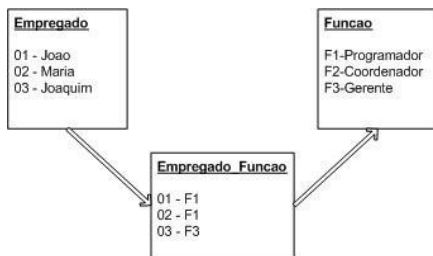 Empregado
01 - Joao
02 - Maria
03 - Joaquim
Funcao
F1-Programador
F2-Coordenador
F3-Gerente
Empregado_Funcao
01 - F1
02 - F1
03 - F3